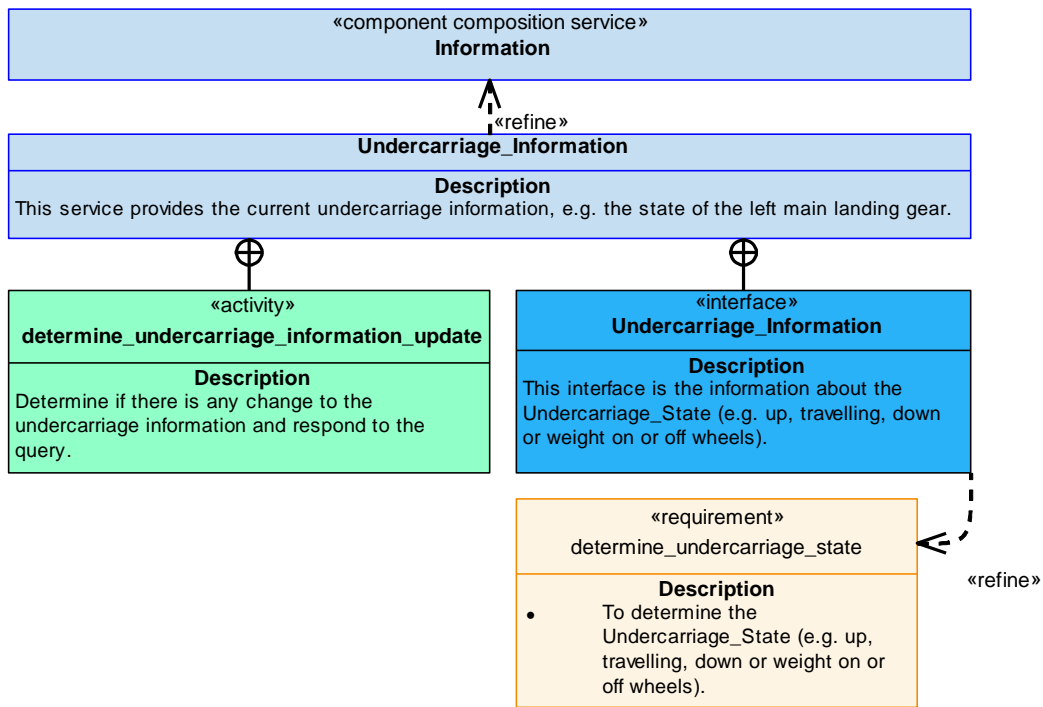 «component composition service»
Information
«refine»
Undercarriage_Information
Description
This service provides the current undercarriage information, e.g. the state of the left main landing gear.
«activity»
determine_undercarriage_information_update
Description
Determine if there is any change to the
undercarriage information and respond to the
query.
«interface»
Undercarriage_Information
Description
This interface is the information about the
Undercarriage_State (e.g. up, travelling, down
or weight on or off wheels).
«requirement»
determine_undercarriage_state
«refine»
Description
• To determine the
Undercarriage_State (e.g. up,
travelling, down or weight on or
off wheels).